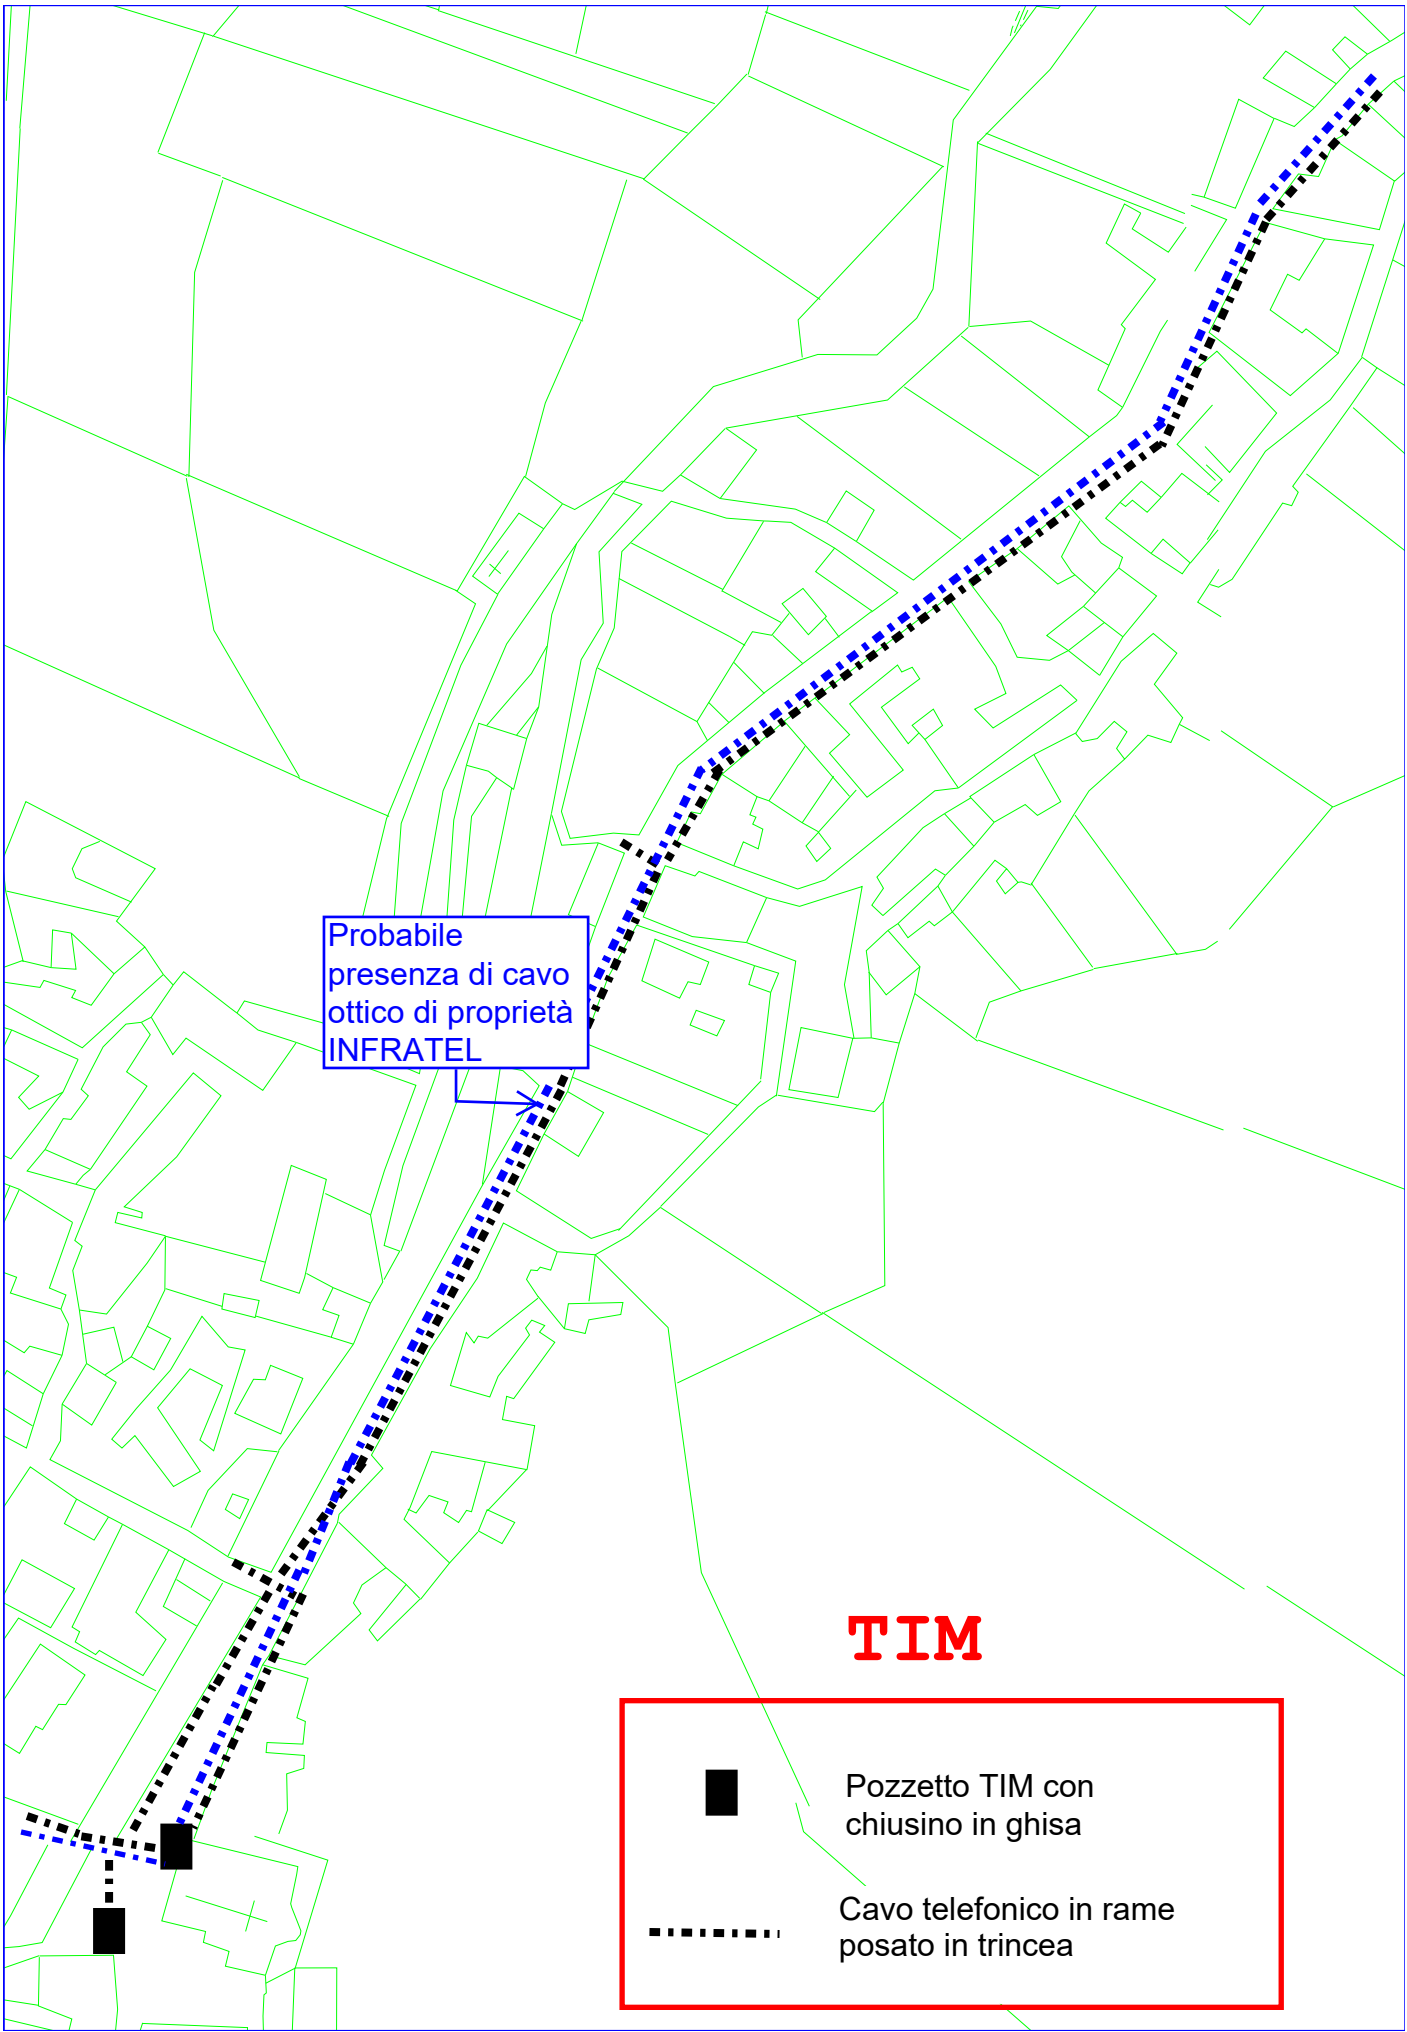 Probabile
presenza di cavo
ottico di proprietà
INFRATEL
TIM
Pozzetto TIM con
chiusino in ghisa
Cavo telefonico in rame
posato in trincea